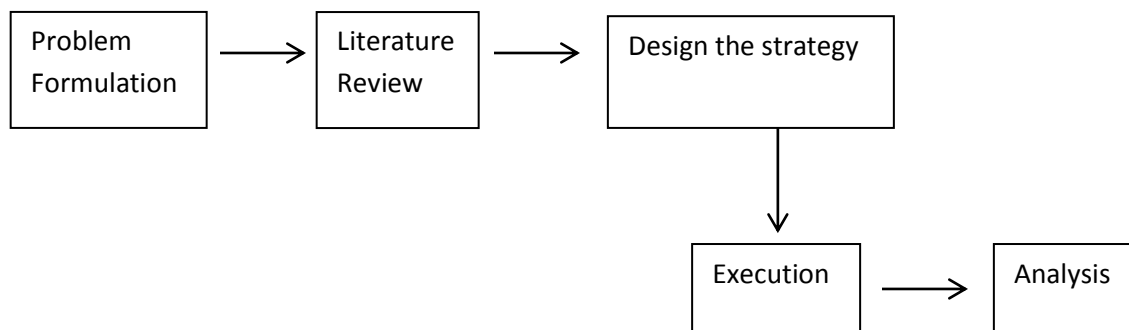 Problem
Formulation
Literature
Review
Design the strategy
Execution
Analysis